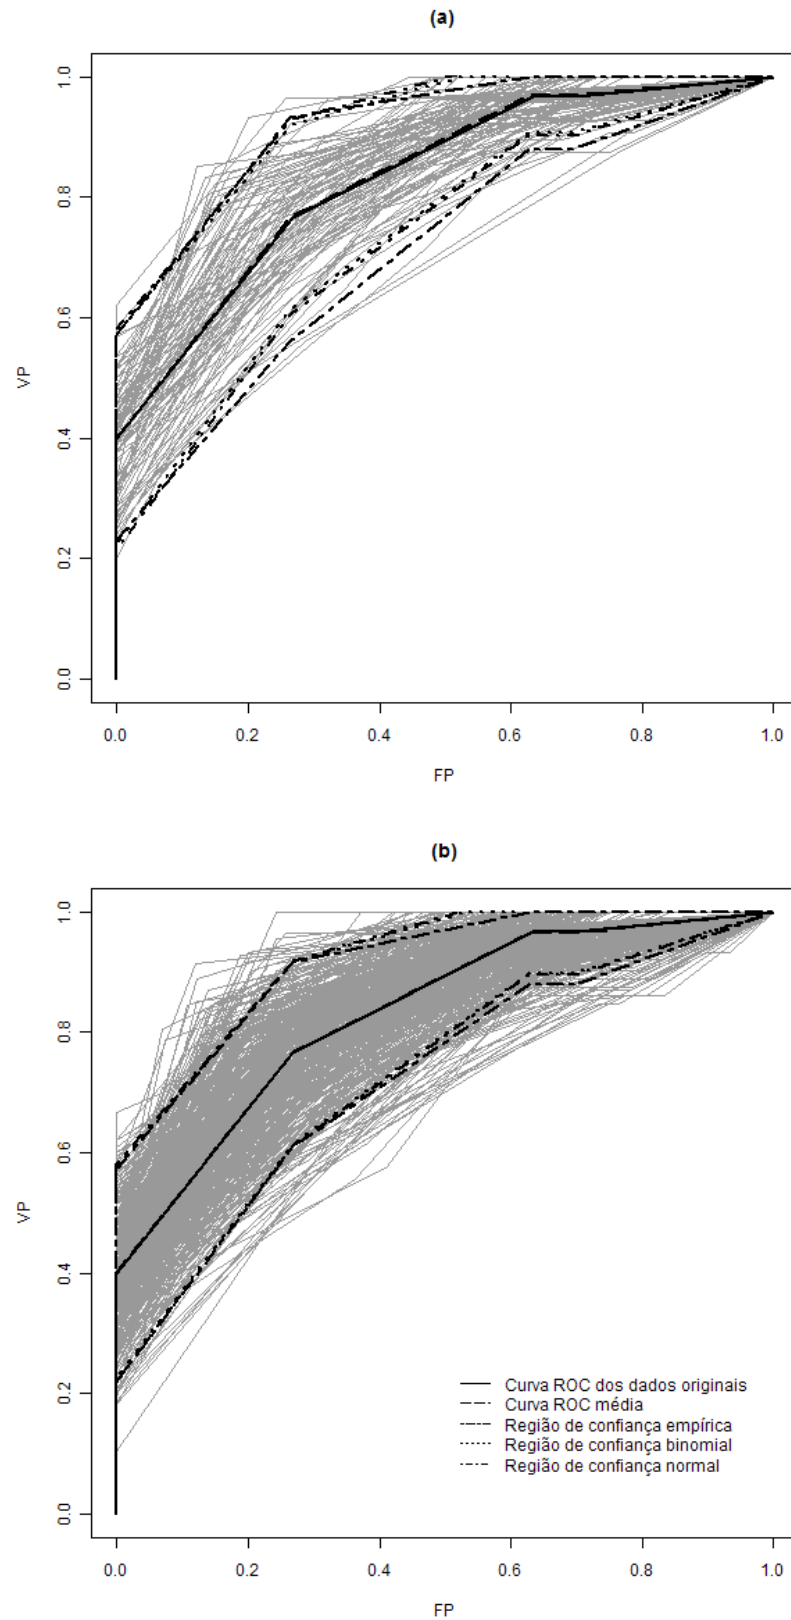 (a)
1.0
0.8
0.6
0.4
0.2
0.0
VP
0.0 0.2 0.4 0.6 0.8 1.0
FP
(b)
1.0
0.8
0.6
0.4
0.2
0.0
VP
Curva ROC dos dados originais
Curva ROC média
Região de confiança empírica
Região de confiança binomial
Região de confiança normal
0.0 0.2 0.4 0.6 0.8 1.0
FP